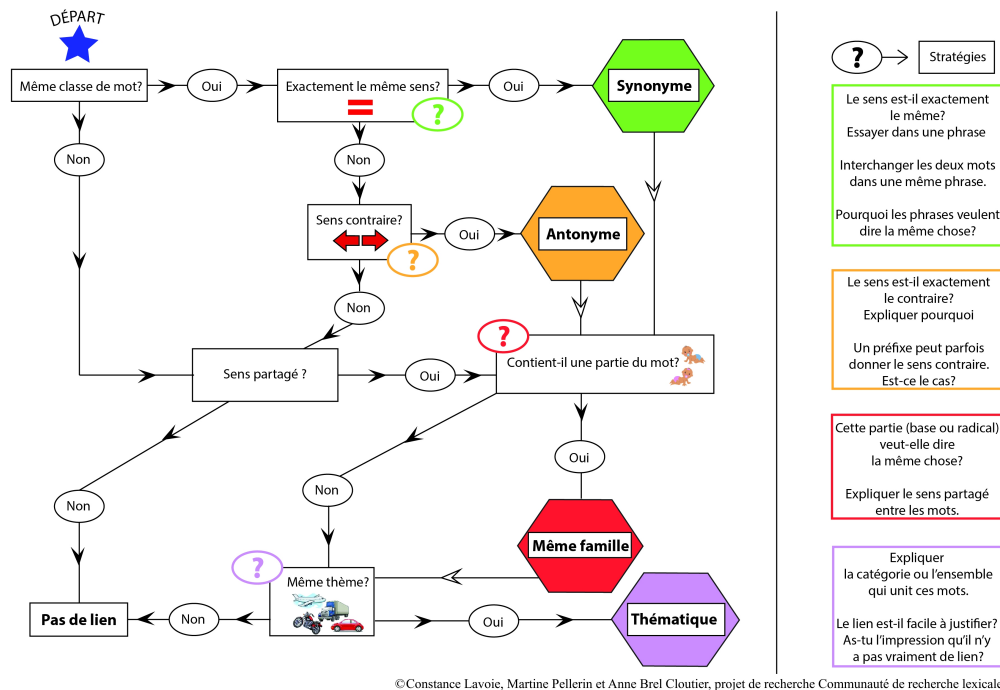 DÉPART
Même classe de mot?
Oui
Exactement le même sens?
=
?
Oui
Synonyme
Non
Non
Sens contraire?
?
Oui
Antonyme
Non
Sens partagé ?
Oui
?
Contient-il une partie du mot?
Non
Oui
Non
Même famille
?
Même thème?
Pas de lien
Non
Oui
Thématique
?
Stratégies
Le sens est-il exactement
le même?
Essayer dans une phrase
Interchanger les deux mots
dans une même phrase.
Pourquoi les phrases veulent
dire la même chose?
Le sens est-il exactement
le contraire?
Expliquer pourquoi
Un préfixe peut parfois
donner le sens contraire.
Est-ce le cas?
Cette partie (base ou radical)
veut-elle dire
la même chose?
Expliquer le sens partagé
entre les mots.
Expliquer
la catégorie ou l'ensemble
qui unit ces mots.
Le lien est-il facile à justifier?
As-tu l'impression qu'il n'y
a pas vraiment de lien?
©Constance Lavoie, Martine Pellerin et Anne Brel Cloutier, projet de recherche Communauté de recherche lexicale